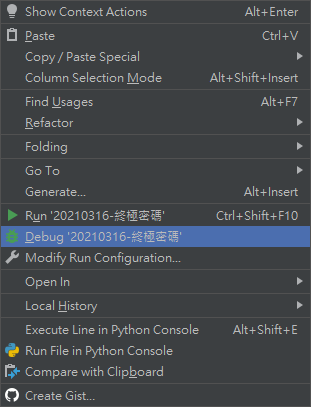 Show Context Actions Alt+Enter
Paste Ctrl+V
Copy / Paste Special
Column Selection Mode Alt+Shift+Insert
Find Usages Alt+F7
Refactor
Folding
Go To
Generate... Alt+Insert
Run '20210316-終極密碼' Ctrl+Shift+F10
Debug '20210316-終極密碼'
Modify Run Configuration...
Open In
Local History
Execute Line in Python Console Alt+Shift+E
Run File in Python Console
Compare with Clipboard
Create Gist...